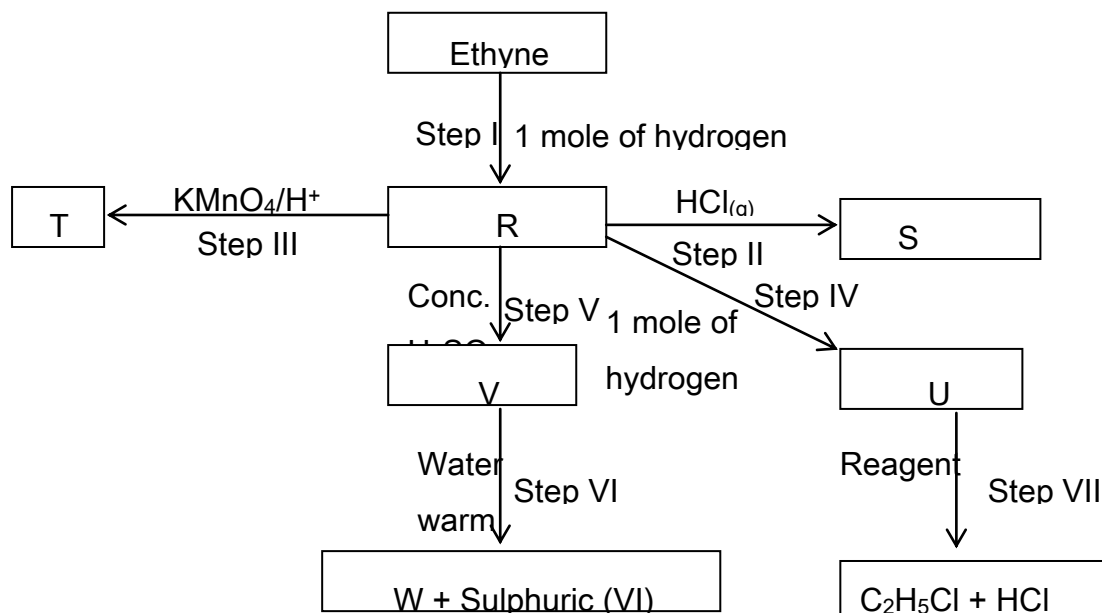 Ethyne
Step I 1 mole of hydrogen
KMnO₄/H⁺
HCl(g)
T
R
S
Step III
Step II
Conc.
Step V
Step IV
1 mole of
hydrogen
V
U
Water
Reagent
Step VI
Step VII
warm
W + Sulphuric (VI)
C₂H₅Cl + HCl